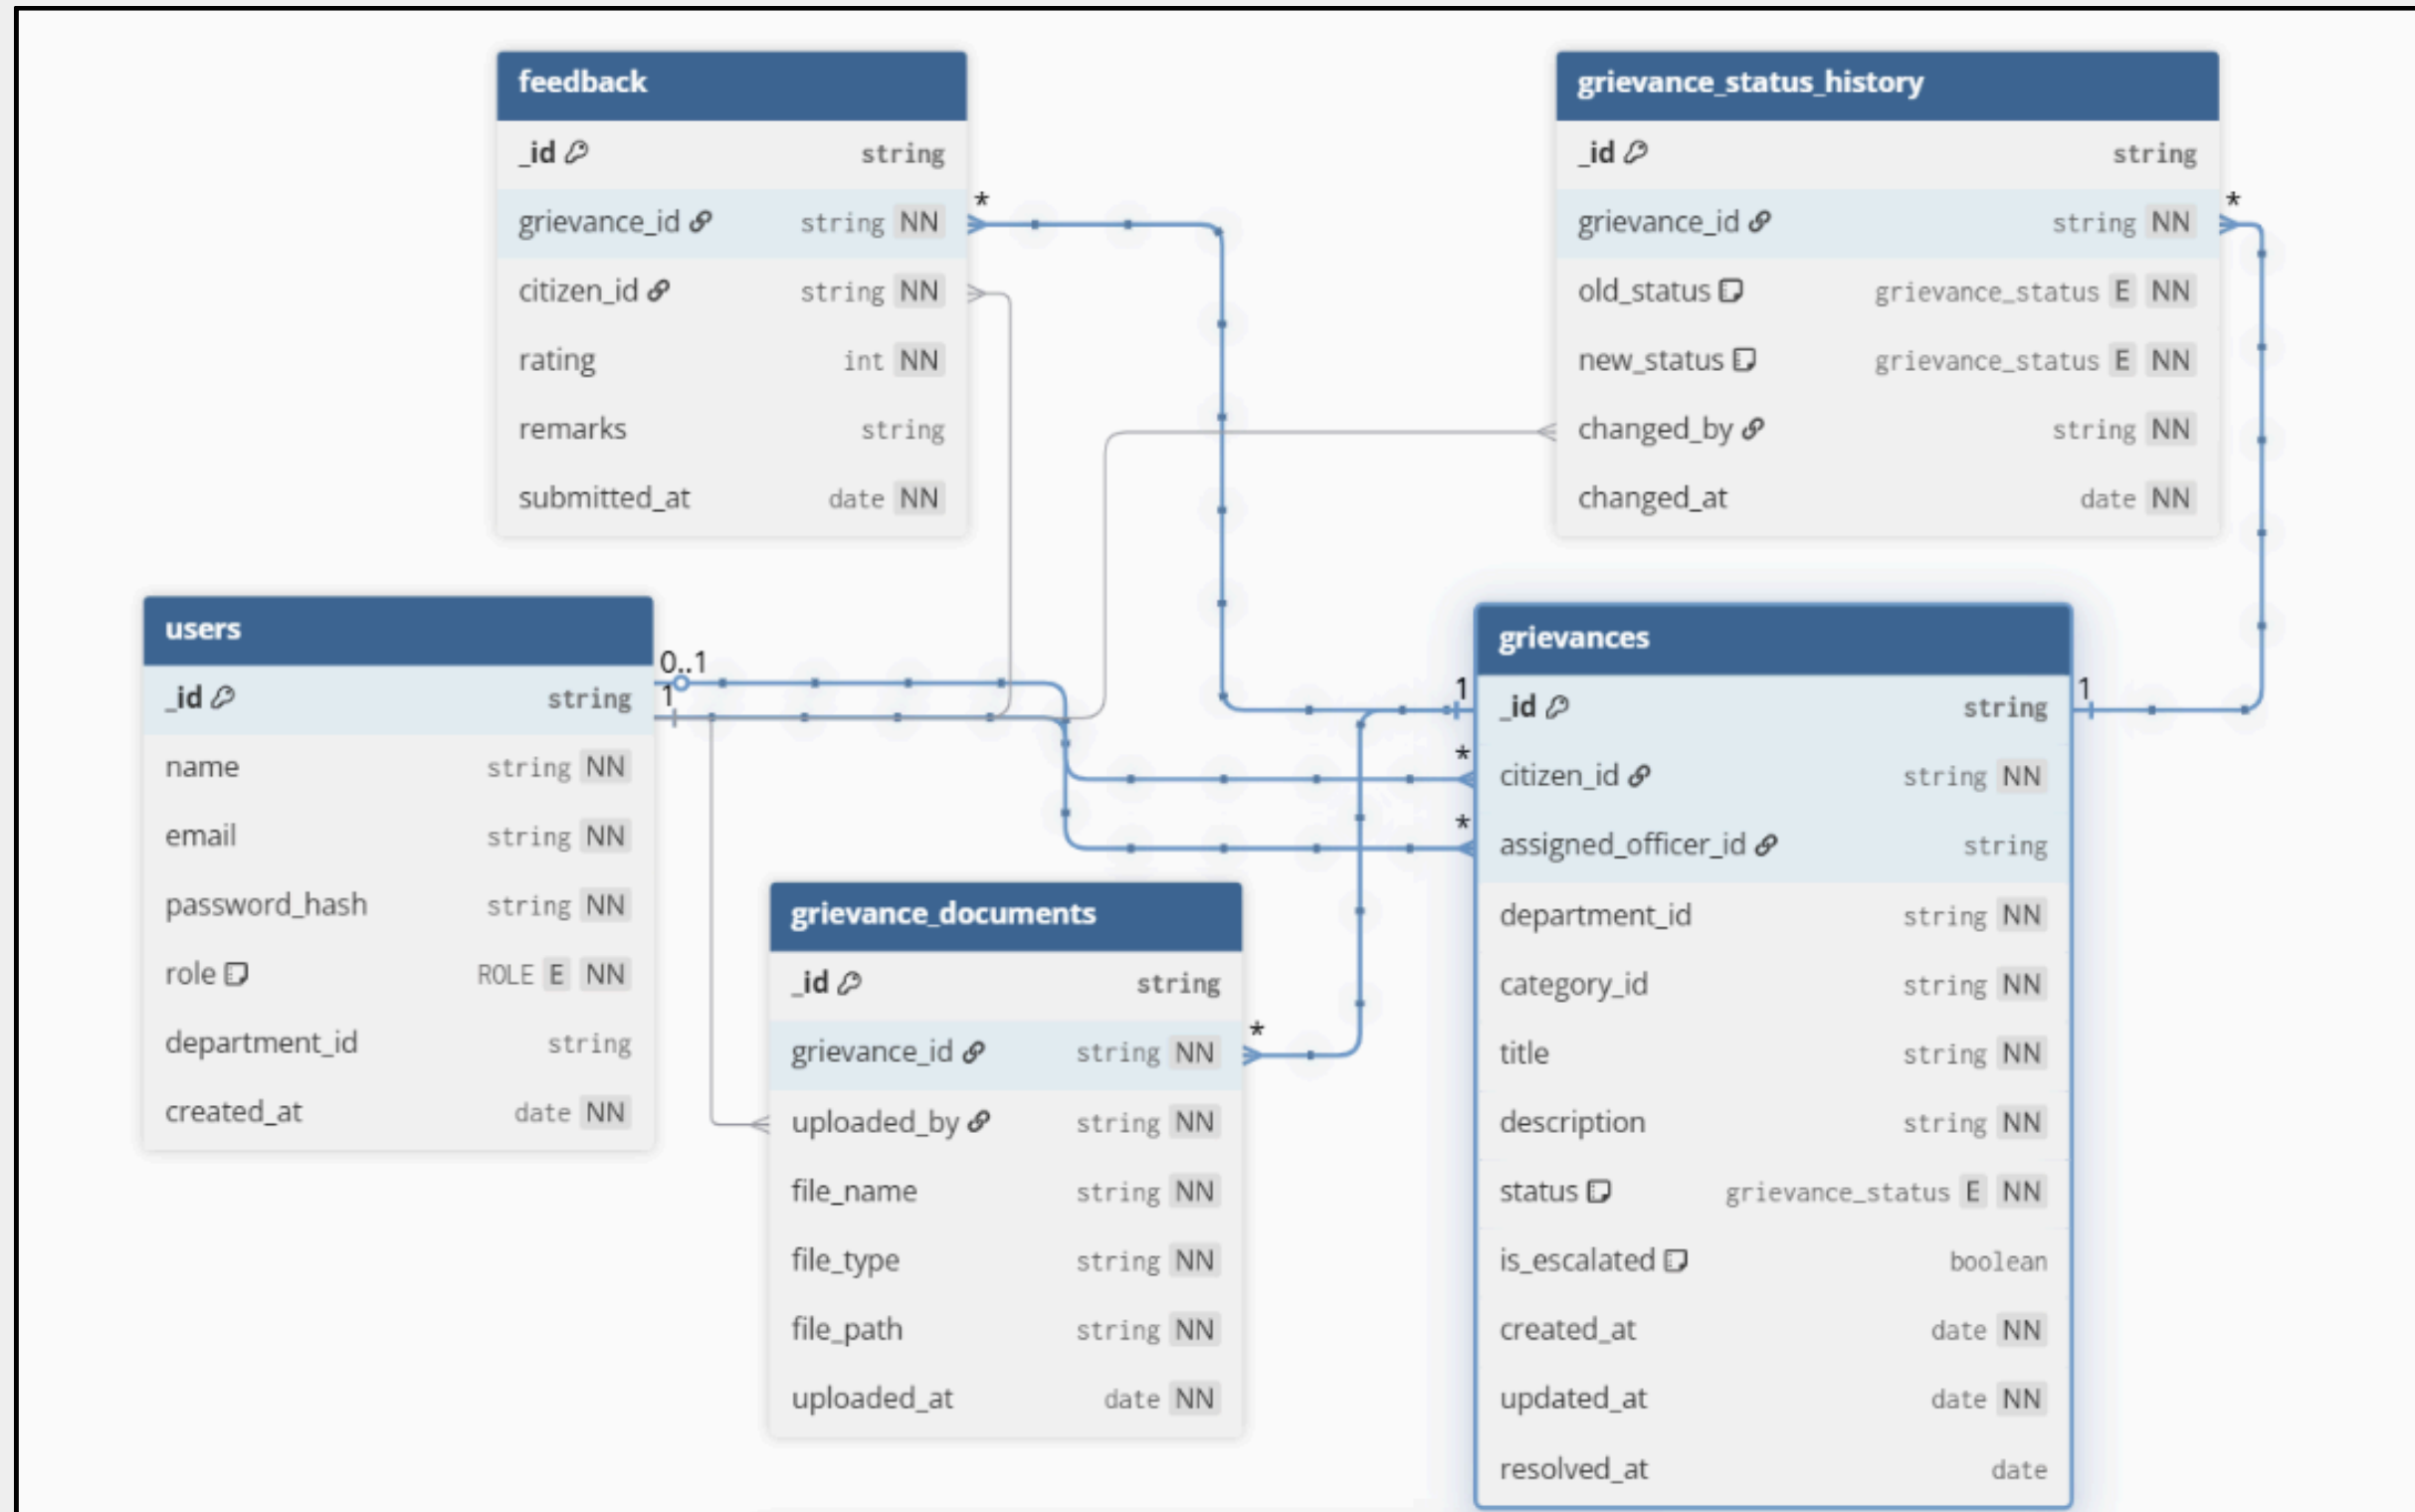 feedback
_id string
grievance_id string NN
citizen_id string NN
rating int NN
remarks string
submitted_at date NN
grievance_status_history
_id string
grievance_id string NN
old_status grievance_status E NN
new_status grievance_status E NN
changed_by string NN
changed_at date NN
*
*
users
_id string
name string NN
email string NN
password_hash string NN
role ROLE E NN
department_id string
created_at date NN
0..1
1
grievance_documents
_id string
grievance_id string NN
uploaded_by string NN
file_name string NN
file_type string NN
file_path string NN
uploaded_at date NN
*
1
*
*
grievances
_id string
citizen_id string NN
assigned_officer_id string
department_id string NN
category_id string NN
title string NN
description string NN
status grievance_status E NN
is_escalated boolean
created_at date NN
updated_at date NN
resolved_at date
1